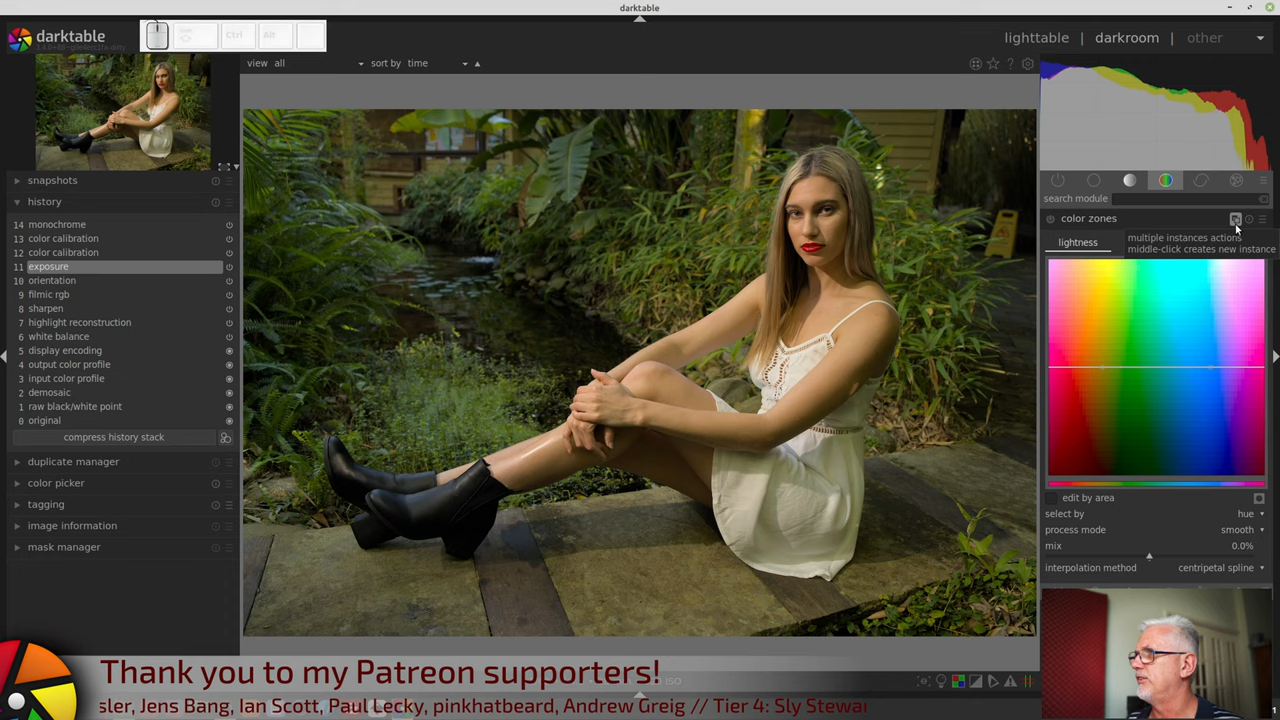 darktable
darktable
Ctrl
Alt
lighttable | darkroom | other
view all
sort by time
snapshots
history
14 monochrome
13 color calibration
12 color calibration
11 exposure
10 orientation
9 filmic rgb
8 sharpen
7 highlight reconstruction
6 white balance
5 display encoding
4 output color profile
3 input color profile
2 demosaic
1 raw black/white point
0 original
compress history stack
duplicate manager
color picker
tagging
image information
mask manager
search module
color zones
multiple instances actions
middle-click creates new instance
lightness
edit by area
select by hue
process mode smooth
mix 0.0%
interpolation method centripetal spline
Thank you to my Patreon supporters!
ISO
sler, Jens Bang, Ian Scott, Paul Lecky, pinkhatbeard, Andrew Greig // Tier 4: Sly Stewar